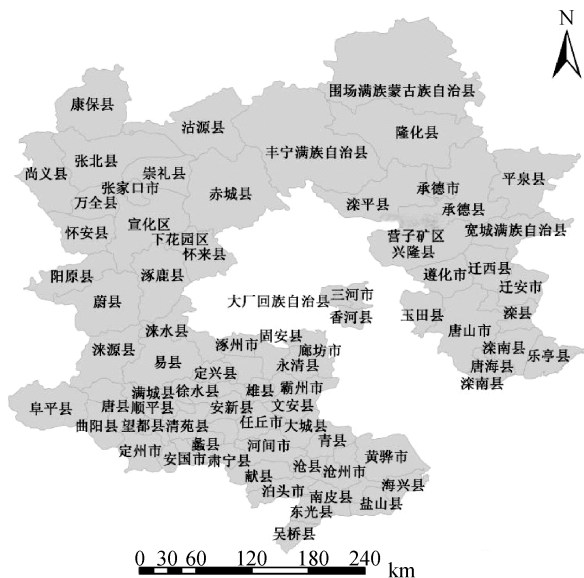 N
围场满族蒙古族自治县
康保县
沽源县
隆化县
丰宁满族自治县
张北县
尚义县
崇礼县
张家口市
赤城县
万全县
平泉县
承德市
滦平县
承德县
宣化区
怀安县
下花园区
怀来县
营子矿区
宽城满族自治县
兴隆县
阳原县
涿鹿县
遵化市
迁西县
迁安市
蔚县
大厂回族自治县
三河市
香河县
玉田县
滦县
唐山市
涞水县
固安县
涿州市
廊坊市
滦南县
乐亭县
涞源县
易县
永清县
唐海县
定兴县
滦南县
满城县
徐水县
雄县
霸州市
阜平县
唐县
顺平县
安新县
文安县
曲阳县
望都县
清苑县
任丘市
大城县
青县
定州市
蠡县
河间市
安国市
肃宁县
黄骅市
沧县
沧州市
献县
海兴县
泊头市
南皮县
盐山县
东光县
吴桥县
0 30 60 120 180 240 km